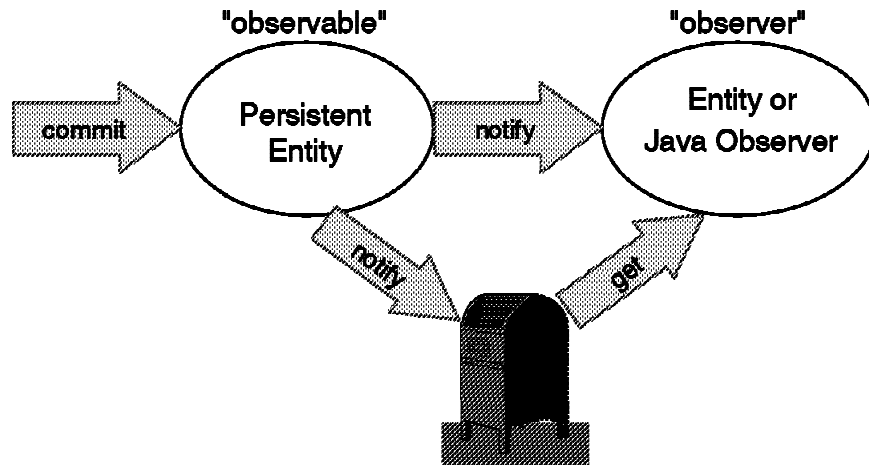 "observable"
"observer"
commit
Persistent
Entity
notify
Entity or
Java Observer
notify
get